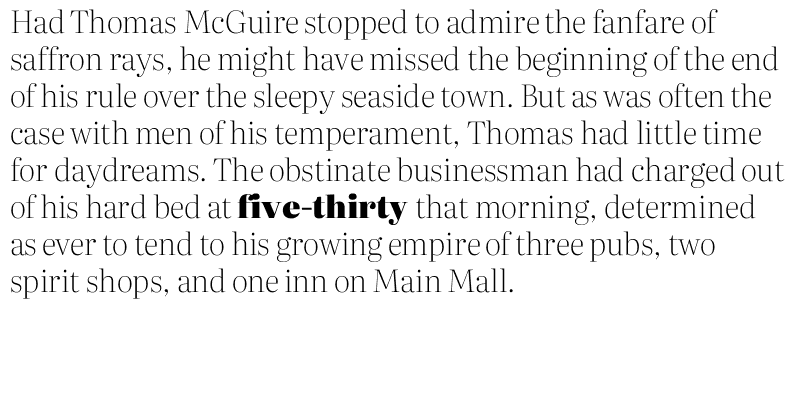 Had Thomas McGuire stopped to admire the fanfare of
saffron rays, he might have missed the beginning of the end
of his rule over the sleepy seaside town. But as was often the
case with men of his temperament, Thomas had little time
for daydreams. The obstinate businessman had charged out
of his hard bed at five-thirty that morning, determined
as ever to tend to his growing empire of three pubs, two
spirit shops, and one inn on Main Mall.